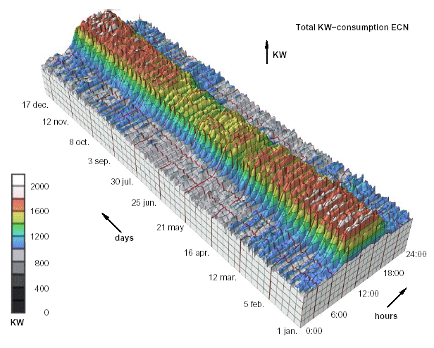 Total KW-consumption ECN
KW
17 dec.
12 nov.
8 oct.
3 sep.
30 jul.
25 jun.
21 may
16 apr.
12 mar.
5 feb.
1 jan.
days
0:00
6:00
12:00
18:00
24:00
hours
2000
1600
1200
800
400
0
KW